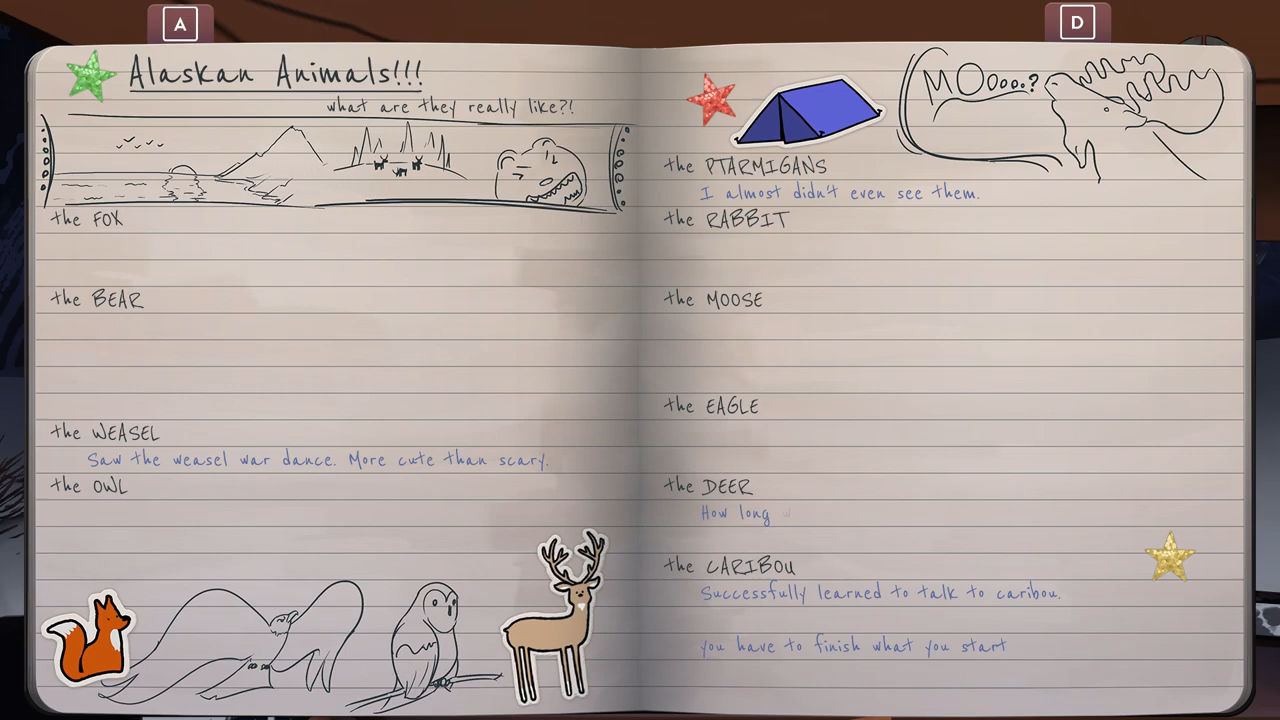 A
D
Alaskan Animals!!!
what are they really like?!
the FOX
the BEAR
the WEASEL
Saw the weasel war dance. More cute than scary.
the OWL
MOoooo.?
the PTARMIGANS
I almost didn't even see them.
the RABBIT
the MOOSE
the EAGLE
the DEER
How long w
the CARIBOU
Successfully learned to talk to caribou.
you have to finish what you start